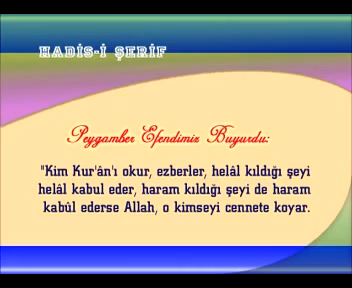 HADİS-İ ŞERİF
Peygamber Efendimiz Buyurdu:
"Kim Kur'ân'ı okur, ezberler, helâl kıldığı şeyi
helâl kabul eder, haram kıldığı şeyi de haram
kabûl ederse Allah, o kimseyi cennete koyar.